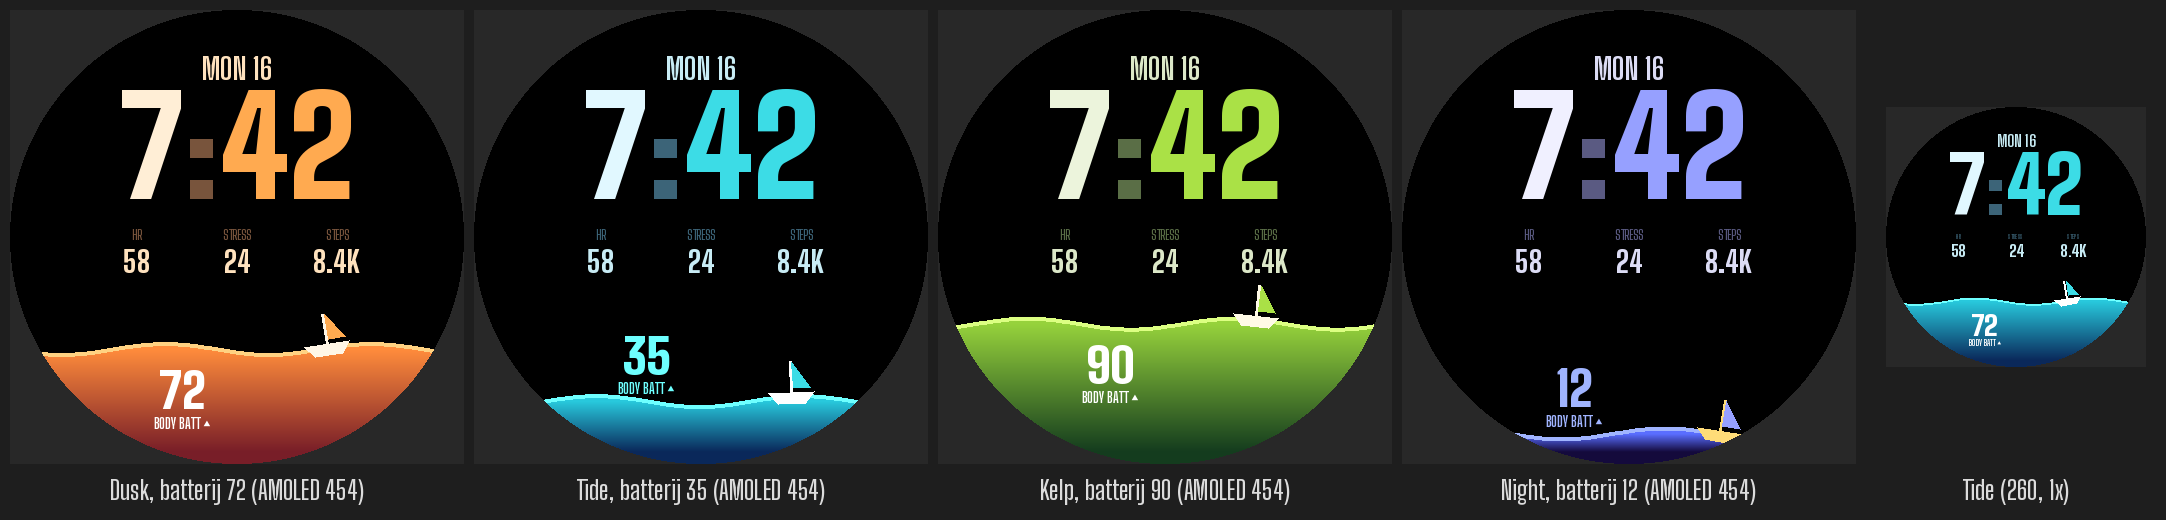 MON 16
7:42
HR STRESS STEPS
58 24 8.4K
72
BODY BATT ▲
Dusk, batterij 72 (AMOLED 454)
MON 16
7:42
HR STRESS STEPS
58 24 8.4K
35
BODY BATT ▲
Tide, batterij 35 (AMOLED 454)
MON 16
7:42
HR STRESS STEPS
58 24 8.4K
90
BODY BATT ▲
Kelp, batterij 90 (AMOLED 454)
MON 16
7:42
HR STRESS STEPS
58 24 8.4K
12
BODY BATT ▲
Night, batterij 12 (AMOLED 454)
MON 16
7:42
58 24 8.4K
72
BODY BATT ▲
Tide (260, 1x)